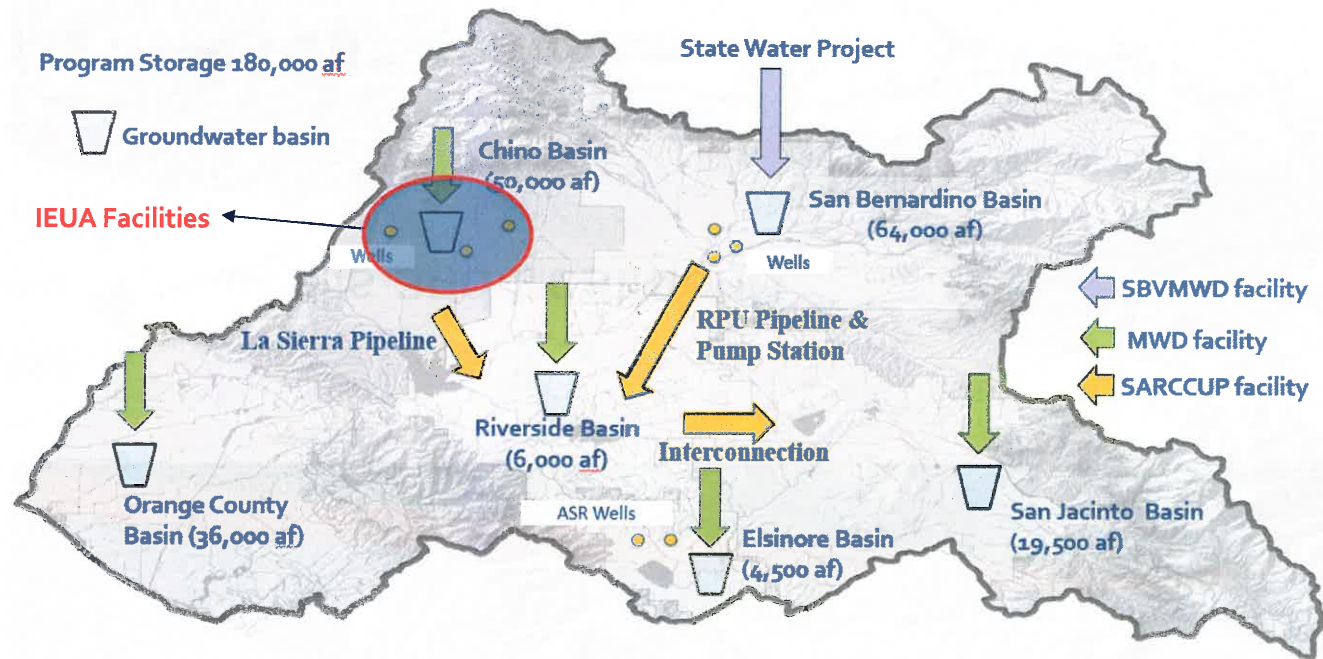 Program Storage 180,000 af
Groundwater basin
State Water Project
Chino Basin
(50,000 af)
IEUA Facilities
Wells
San Bernardino Basin
(64,000 af)
Wells
SBVMWD facility
MWD facility
SARCCUP facility
La Sierra Pipeline
RPU Pipeline &
Pump Station
Riverside Basin
(6,000 af)
Interconnection
Orange County
Basin (36,000 af)
ASR Wells
Elsinore Basin
(4,500 af)
San Jacinto Basin
(19,500 af)